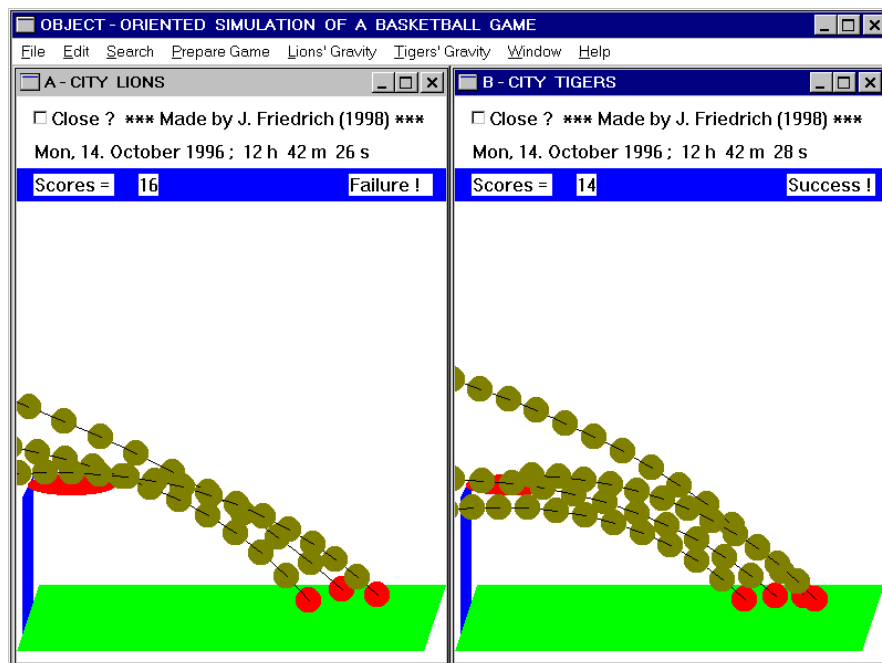 OBJECT - ORIENTED SIMULATION OF A BASKETBALL GAME
File Edit Search Prepare Game Lions' Gravity Tigers' Gravity Window Help
A - CITY LIONS
Close ? *** Made by J. Friedrich (1998) ***
Mon, 14. October 1996 ; 12 h 42 m 26 s
Scores = 16 Failure !
B - CITY TIGERS
Close ? *** Made by J. Friedrich (1998) ***
Mon, 14. October 1996 ; 12 h 42 m 28 s
Scores = 14 Success !